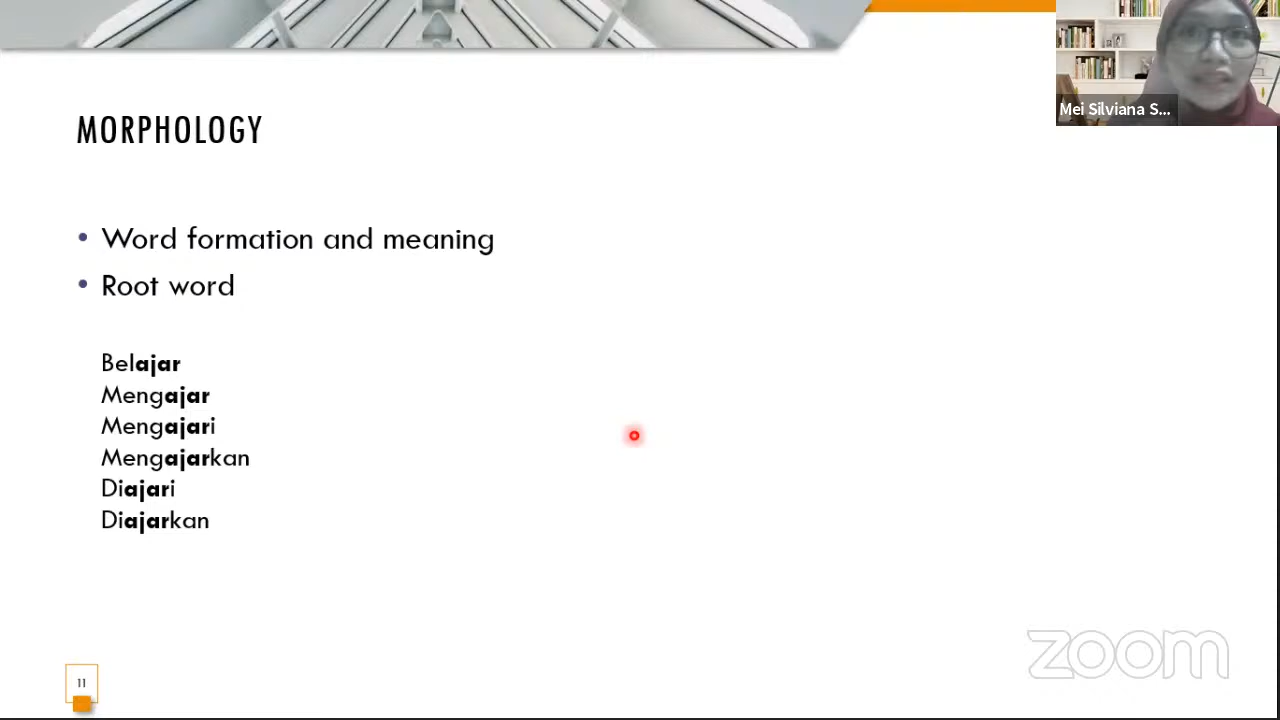 MORPHOLOGY
Mei Silviana S...
• Word formation and meaning
• Root word
Belajar
Mengajar
Mengajari
Mengajarkan
Diajari
Diajarkan
11
zoom